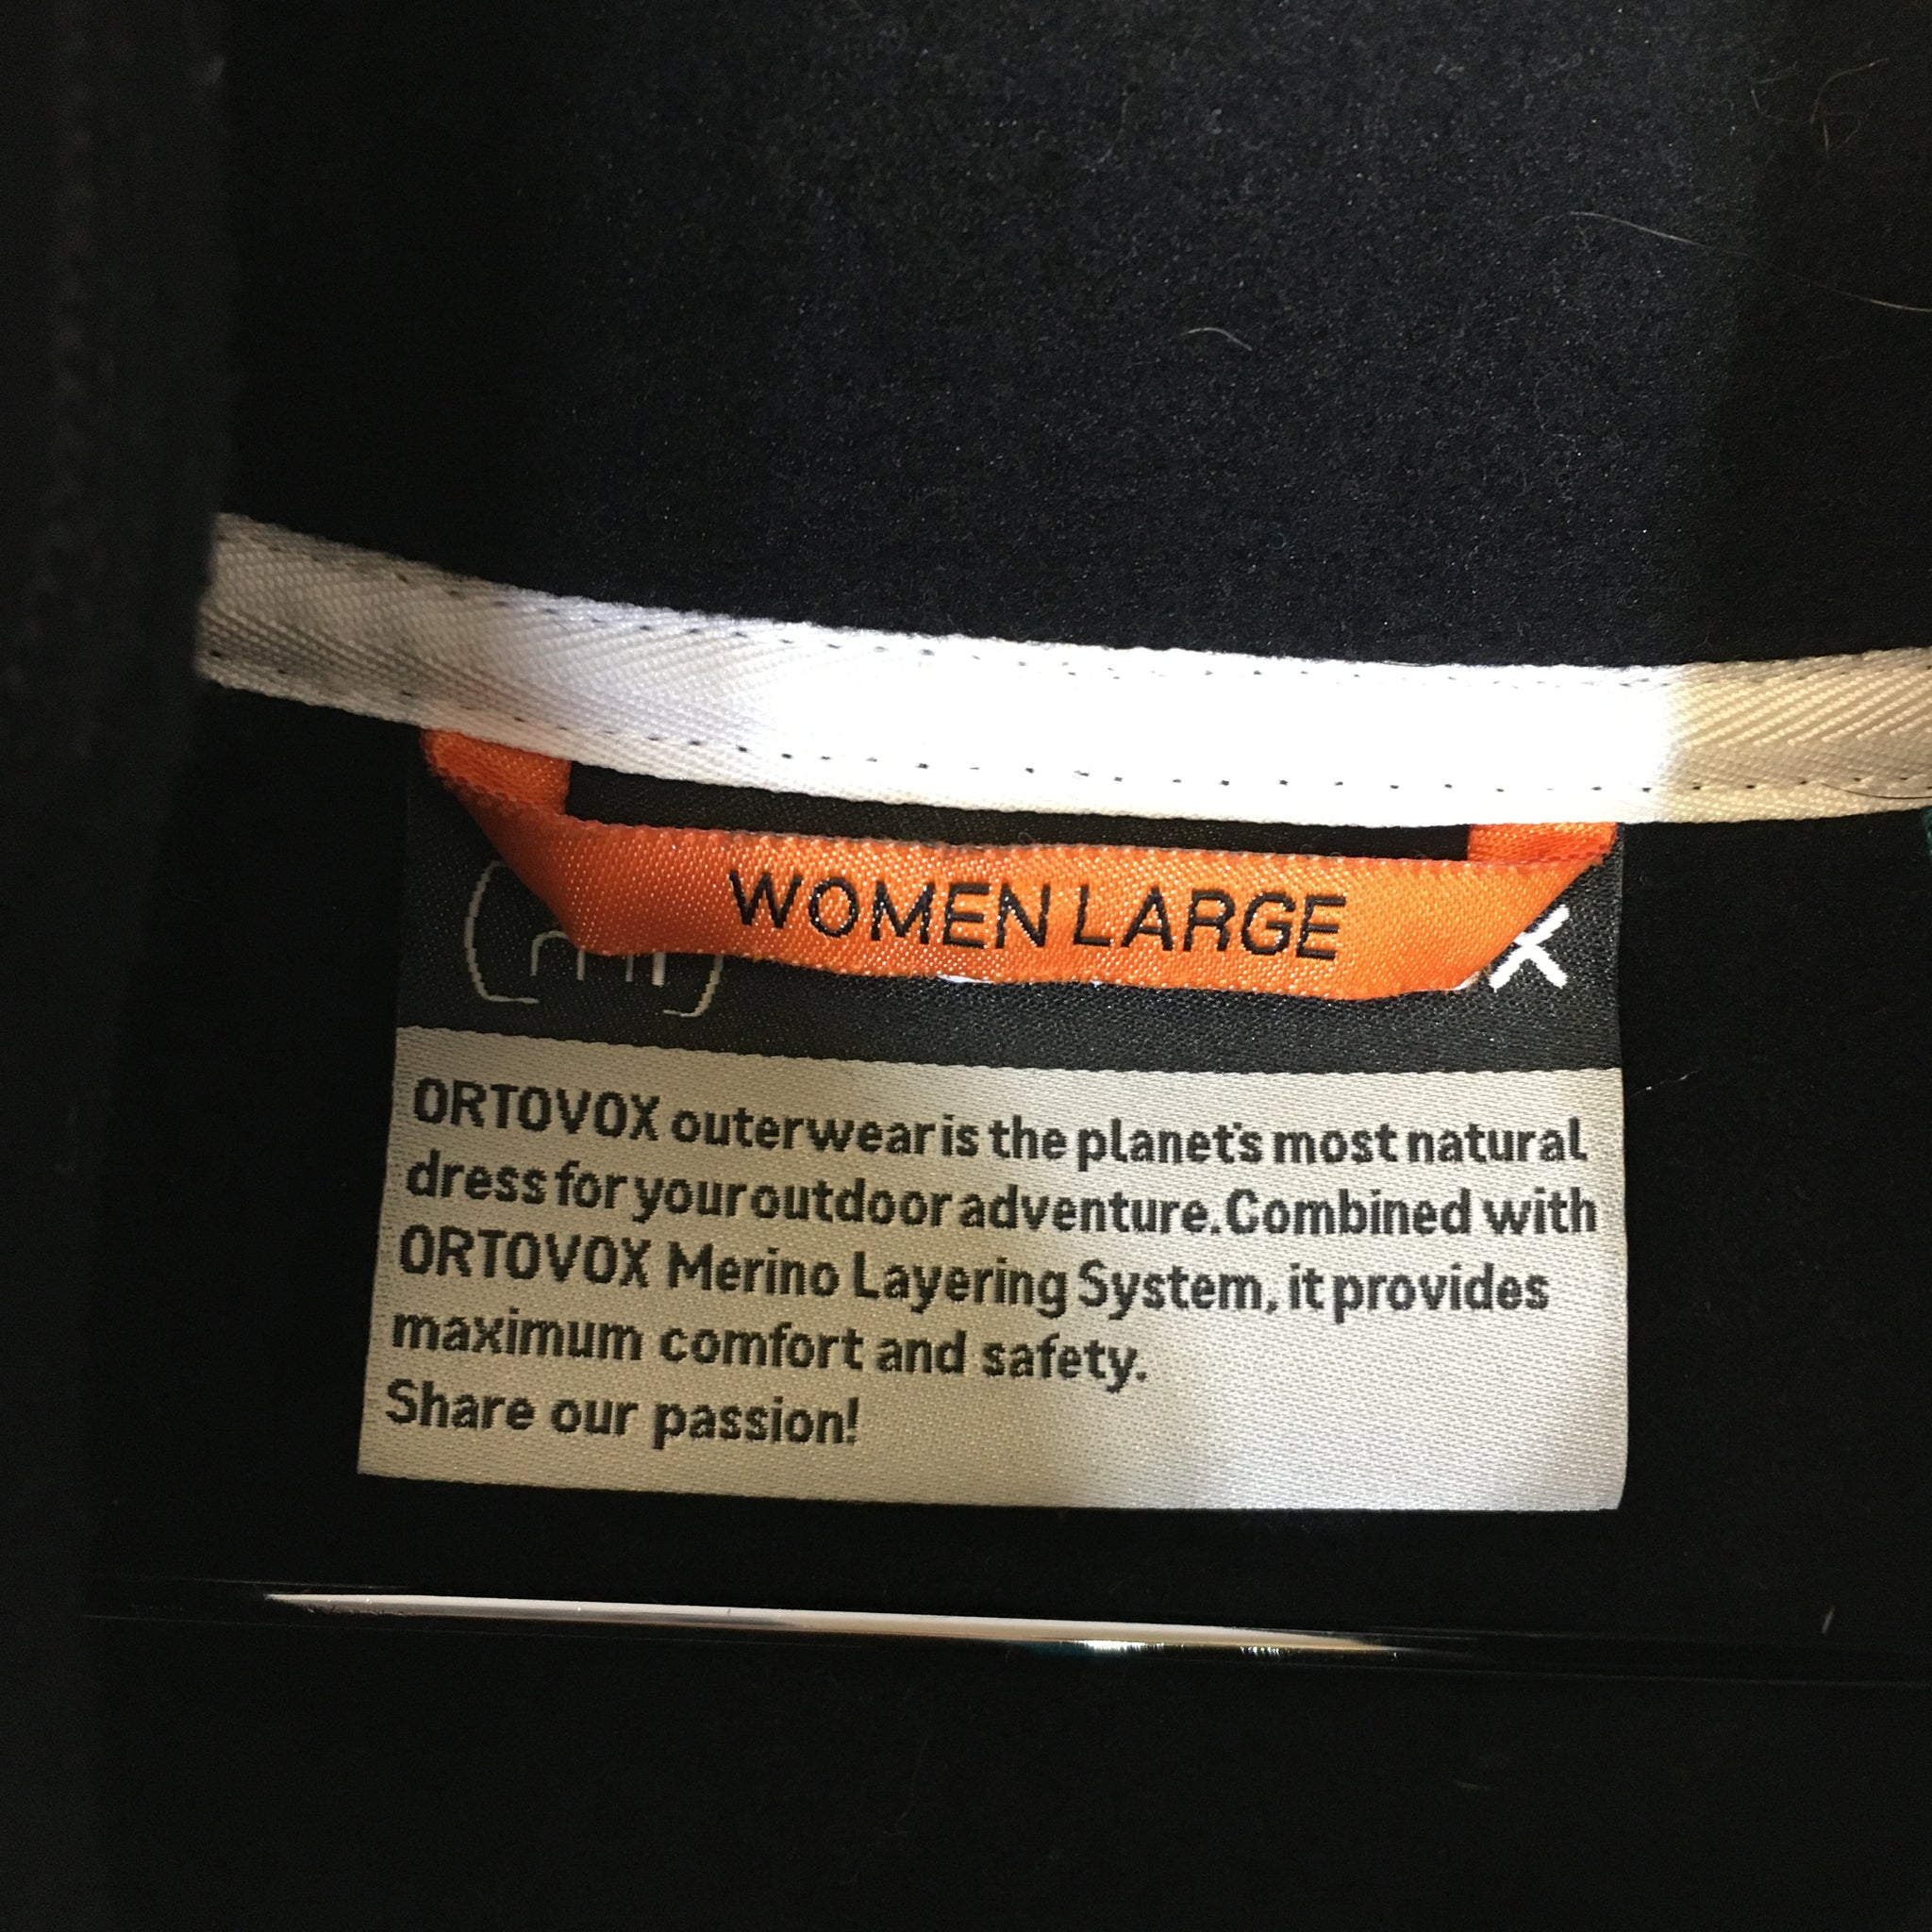 WOMEN LARGE
X
ORTOVOX outerwear is the planet's most natural
dress for your outdoor adventure. Combined with
ORTOVOX Merino Layering System, it provides
maximum comfort and safety.
Share our passion!